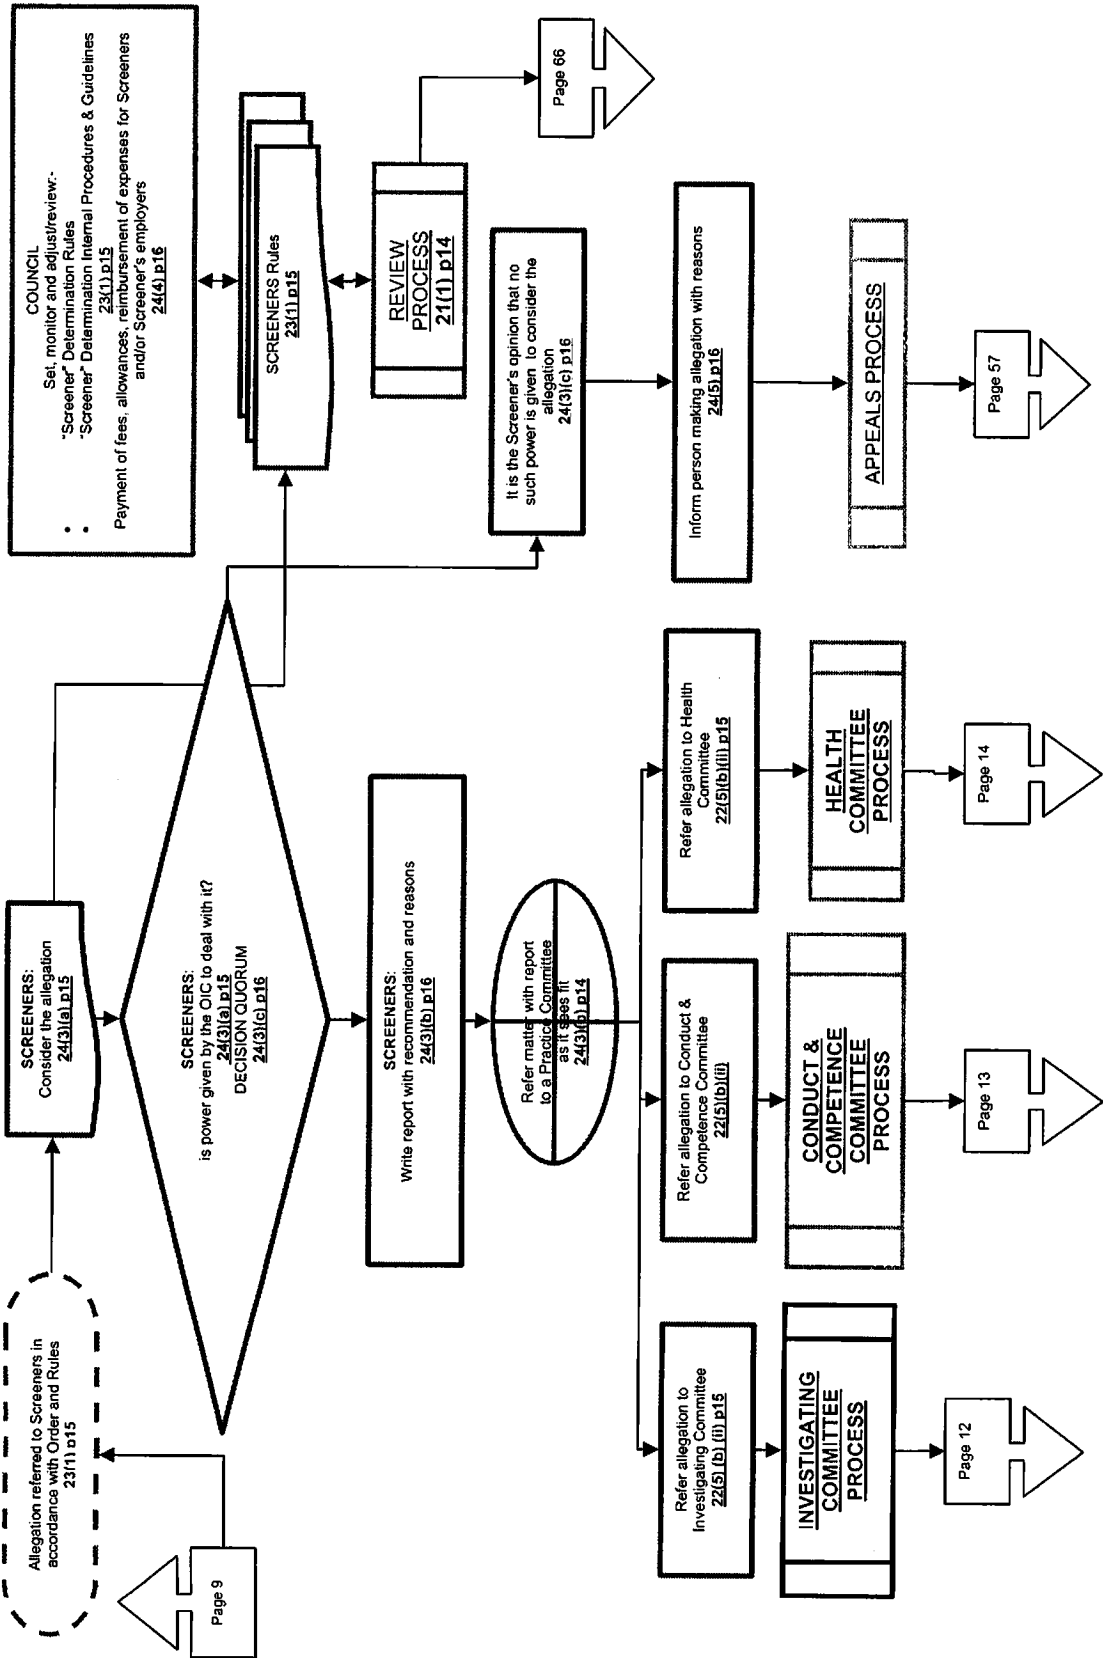 Page 9
Allegation referred to Screeners in
accordance with Order and Rules
23(1) p15
SCREENERS:
Consider the allegation
24(3)(a) p15
COUNCIL
Set, monitor and adjust/review:-
• "Screener" Determination Rules
• "Screener" Determination Internal Procedures & Guidelines
23(1) p15
Payment of fees, allowances, reimbursement of expenses for Screeners
and/or Screener's employers
24(4) p16
SCREENERS:
is power given by the OIC to deal with it?
24(3)(a) p15
DECISION QUORUM
24(3)(c) p16
SCREENERS Rules
23(1) p15
REVIEW
PROCESS
21(1) p14
Page 66
SCREENERS:
Write report with recommendation and reasons
24(3)(b) p16
It is the Screener's opinion that no
such power is given to consider the
allegation
24(3)(c) p16
Refer matter with report
to a Practice Committee
as it sees fit
24(3)(b) p14
Inform person making allegation with reasons
24(5) p16
Refer allegation to
Investigating Committee
22(5) (b) (ii) p15
Refer allegation to Conduct &
Competence Committee
22(5)(b)(ii)
Refer allegation to Health
Committee
22(5)(b)(ii) p15
INVESTIGATING
COMMITTEE
PROCESS
CONDUCT &
COMPETENCE
COMMITTEE
PROCESS
HEALTH
COMMITTEE
PROCESS
APPEALS PROCESS
Page 12
Page 13
Page 14
Page 57